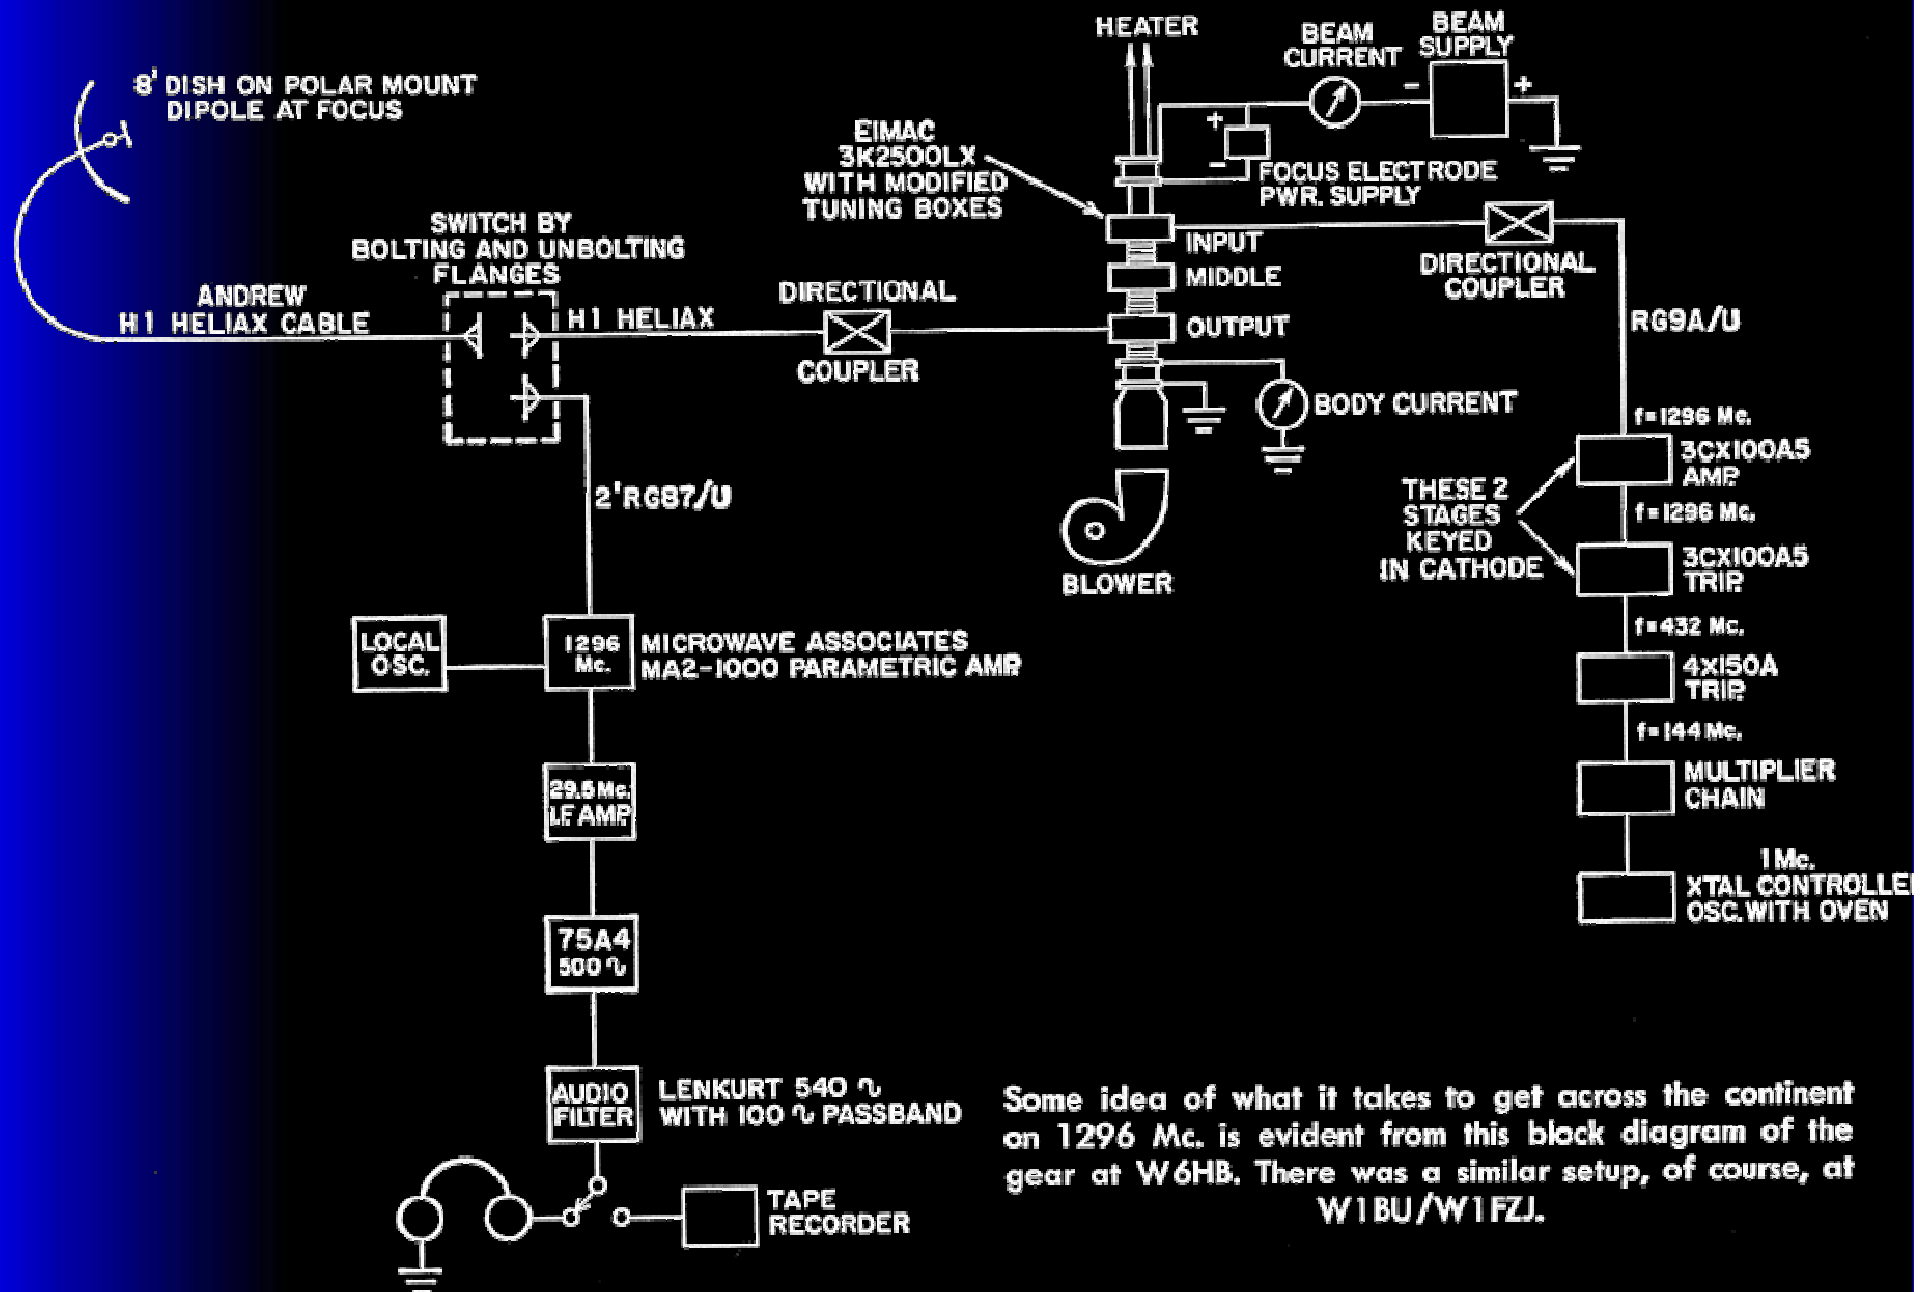 8' DISH ON POLAR MOUNT
DIPOLE AT FOCUS
HEATER
BEAM
CURRENT
BEAM
SUPPLY
-
+
+
-
FOCUS ELECTRODE
PWR. SUPPLY
EIMAC
3K2500LX
WITH MODIFIED
TUNING BOXES
SWITCH BY
BOLTING AND UNBOLTING
FLANGES
ANDREW
H1 HELIAX CABLE
H1 HELIAX
DIRECTIONAL
COUPLER
INPUT
MIDDLE
OUTPUT
DIRECTIONAL
COUPLER
RG9A/U
BODY CURRENT
BLOWER
f=1296 Mc.
3CX100A5
AMP.
THESE 2
STAGES
KEYED
IN CATHODE
f=1296 Mc.
3CX100A5
TRIP.
f=432 Mc.
4X150A
TRIP.
f=144 Mc.
MULTIPLIER
CHAIN
1 Mc.
XTAL CONTROLLE
OSC. WITH OVEN
2' RG87/U
LOCAL
OSC.
1296
Mc.
MICROWAVE ASSOCIATES
MA2-1000 PARAMETRIC AMP.
29.5 Mc.
I.F. AMP.
75A4
500 ∿
AUDIO
FILTER
LENKURT 540 ∿
WITH 100 ∿ PASSBAND
TAPE
RECORDER
Some idea of what it takes to get across the continent
on 1296 Mc. is evident from this block diagram of the
gear at W6HB. There was a similar setup, of course, at
W1BU/W1FZJ.